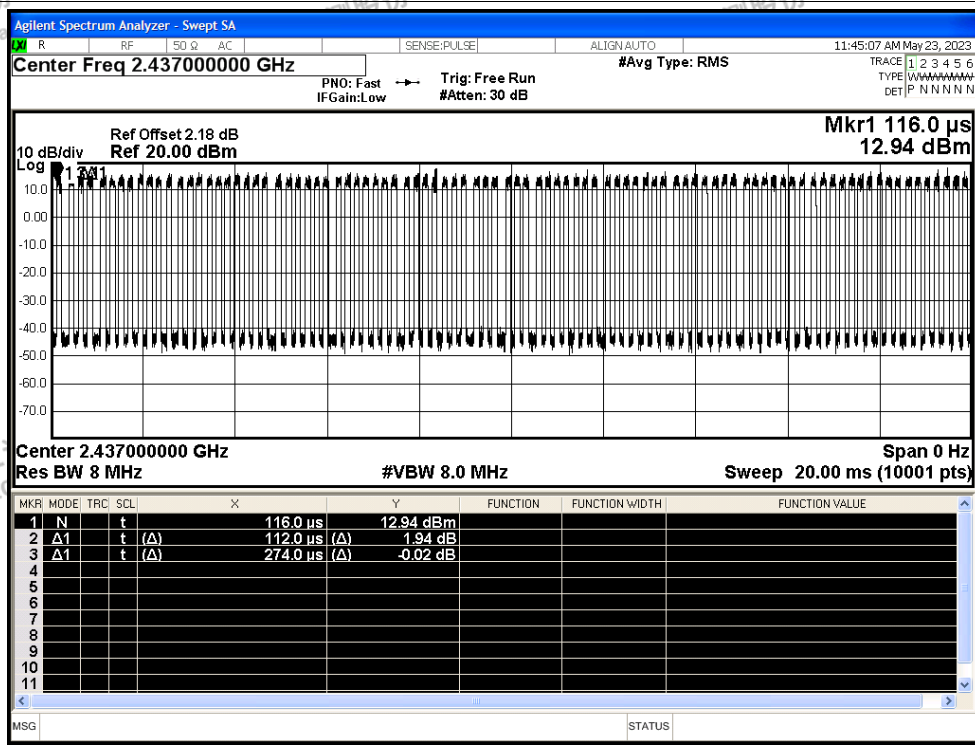 Agilent Spectrum Analyzer - Swept SA
LXI R RF 50 Ω AC SENSE:PULSE ALIGN AUTO 11:45:07 AM May 23, 2023
Center Freq 2.437000000 GHz #Avg Type: RMS TRACE 1 2 3 4 5 6
PNO: Fast Trig: Free Run TYPE
IFGain:Low #Atten: 30 dB DET P N N N N N
Mkr1 116.0 µs
Ref Offset 2.18 dB
10 dB/div Ref 20.00 dBm 12.94 dBm
Log
10.0
0.00
-10.0
-20.0
-30.0
-40.0
-50.0
-60.0
-70.0
Center 2.437000000 GHz Span 0 Hz
Res BW 8 MHz #VBW 8.0 MHz Sweep 20.00 ms (10001 pts)
MKR MODE TRC SCL X Y FUNCTION FUNCTION WIDTH FUNCTION VALUE
1 N t 116.0 µs 12.94 dBm
2 Δ1 t (Δ) 112.0 µs (Δ) 1.94 dB
3 Δ1 t (Δ) 274.0 µs (Δ) -0.02 dB
4
5
6
7
8
9
10
11
MSG STATUS